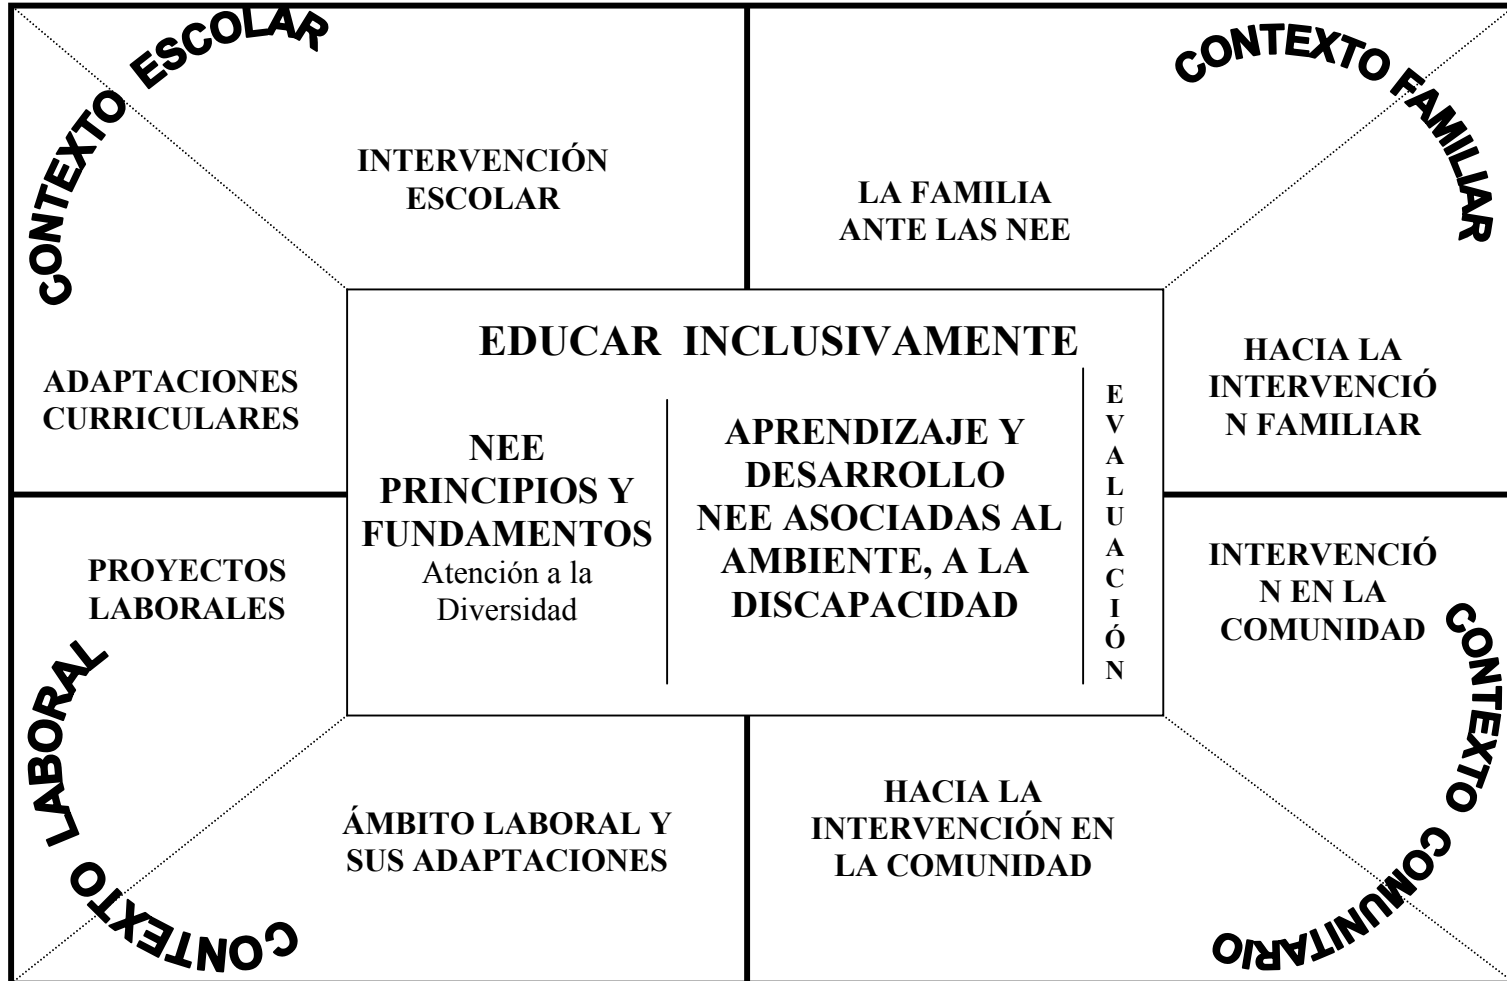 CONTEXTO ESCOLAR
INTERVENCIÓN
ESCOLAR
ADAPTACIONES
CURRICULARES
CONTEXTO FAMILIAR
LA FAMILIA
ANTE LAS NEE
HACIA LA
INTERVENCIÓ
N FAMILIAR
EDUCAR INCLUSIVAMENTE
NEE
PRINCIPIOS Y
FUNDAMENTOS
Atención a la
Diversidad
APRENDIZAJE Y
DESARROLLO
NEE ASOCIADAS AL
AMBIENTE, A LA
DISCAPACIDAD
E
V
A
L
U
A
C
I
Ó
N
PROYECTOS
LABORALES
CONTEXTO LABORAL
ÁMBITO LABORAL Y
SUS ADAPTACIONES
INTERVENCIÓ
N EN LA
COMUNIDAD
CONTEXTO COMUNITARIO
HACIA LA
INTERVENCIÓN EN
LA COMUNIDAD